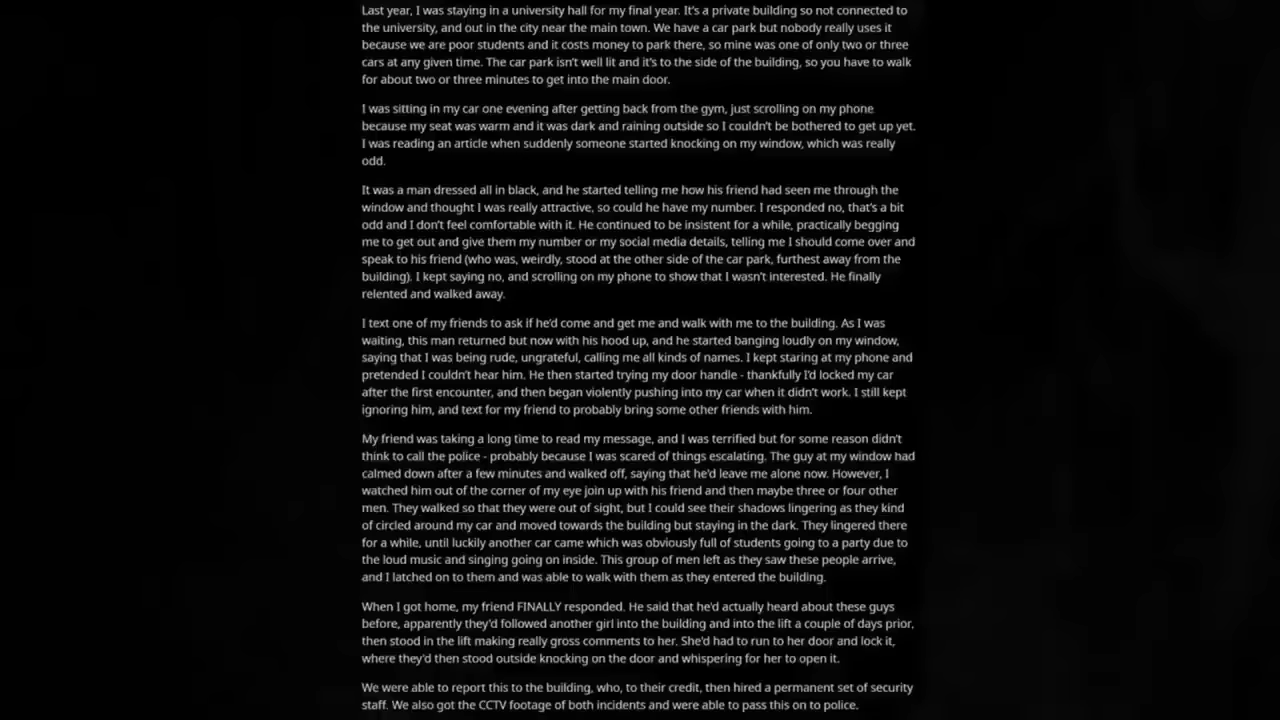 Last year, I was staying in a university hall for my final year. It's a private building so not connected to
the university, and out in the city near the main town. We have a car park but nobody really uses it
because we are poor students and it costs money to park there, so mine was one of only two or three
cars at any given time. The car park isn't well lit and it's to the side of the building, so you have to walk
for about two or three minutes to get into the main door.
I was sitting in my car one evening after getting back from the gym, just scrolling on my phone
because my seat was warm and it was dark and raining outside so I couldn't be bothered to get up yet.
I was reading an article when suddenly someone started knocking on my window, which was really
odd.
It was a man dressed all in black, and he started telling me how his friend had seen me through the
window and thought I was really attractive, so could he have my number. I responded no, that's a bit
odd and I don't feel comfortable with it. He continued to be insistent for a while, practically begging
me to get out and give them my number or my social media details, telling me I should come over and
speak to his friend (who was, weirdly, stood at the other side of the car park, furthest away from the
building). I kept saying no, and scrolling on my phone to show that I wasn't interested. He finally
relented and walked away.
I text one of my friends to ask if he'd come and get me and walk with me to the building. As I was
waiting, this man returned but now with his hood up, and he started banging loudly on my window,
saying that I was being rude, ungrateful, calling me all kinds of names. I kept staring at my phone and
pretended I couldn't hear him. He then started trying my door handle - thankfully I'd locked my car
after the first encounter, and then began violently pushing into my car when it didn't work. I still kept
ignoring him, and text for my friend to probably bring some other friends with him.
My friend was taking a long time to read my message, and I was terrified but for some reason didn't
think to call the police - probably because I was scared of things escalating. The guy at my window had
calmed down after a few minutes and walked off, saying that he'd leave me alone now. However, I
watched him out of the corner of my eye join up with his friend and then maybe three or four other
men. They walked so that they were out of sight, but I could see their shadows lingering as they kind
of circled around my car and moved towards the building but staying in the dark. They lingered there
for a while, until luckily another car came which was obviously full of students going to a party due to
the loud music and singing going on inside. This group of men left as they saw these people arrive,
and I latched on to them and was able to walk with them as they entered the building.
When I got home, my friend FINALLY responded. He said that he'd actually heard about these guys
before, apparently they'd followed another girl into the building and into the lift a couple of days prior,
then stood in the lift making really gross comments to her. She'd had to run to her door and lock it,
where they'd then stood outside knocking on the door and whispering for her to open it.
We were able to report this to the building, who, to their credit, then hired a permanent set of security
staff. We also got the CCTV footage of both incidents and were able to pass this on to police.